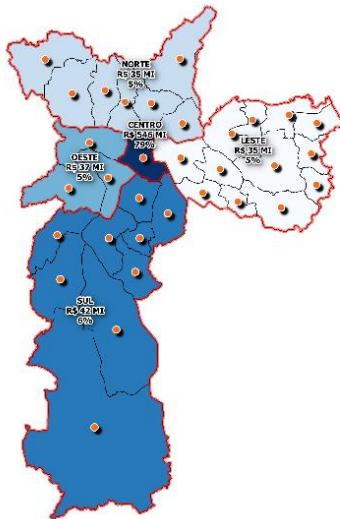 NORTE
R$ 35 MI
5%
CENTRO
R$ 546 MI
79%
LESTE
R$ 35 MI
5%
OESTE
R$ 37 MI
5%
SUL
R$ 42 MI
6%